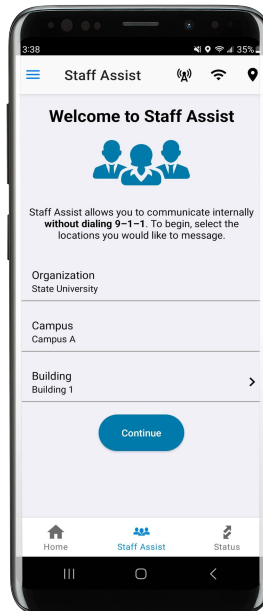 3:38
35%
Staff Assist
Welcome to Staff Assist
Staff Assist allows you to communicate internally
without dialing 9–1–1. To begin, select the
locations you would like to message.
Organization
State University
Campus
Campus A
Building
Building 1
Continue
Home
Staff Assist
Status